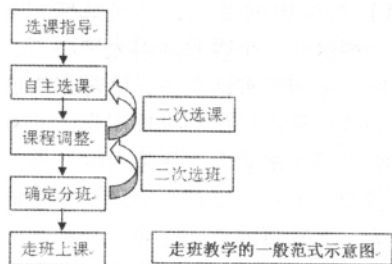 选课指导
自主选课
二次选课
课程调整
二次选班
确定分班
走班上课
走班教学的一般范式示意图